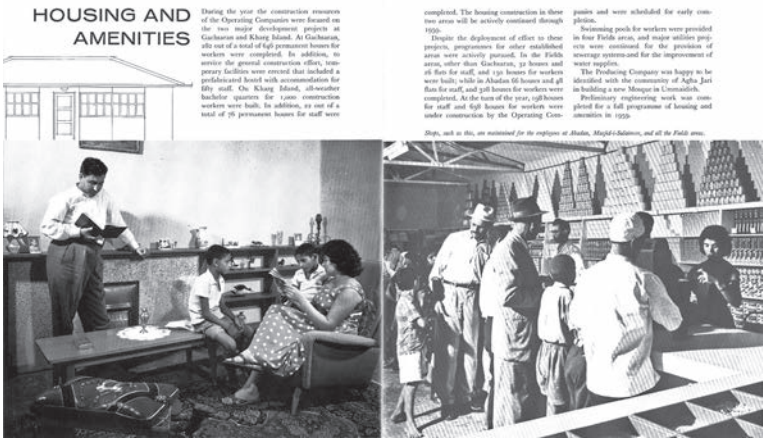 HOUSING AND
AMENITIES
During the year the construction resources
of the Operating Companies were focused on
the two major development projects at
Gachsaran and Kharg Island. At Gachsaran,
282 out of a total of 646 permanent houses for
workers were completed. In addition, to
service the general construction effort, tem-
porary facilities were erected that included a
prefabricated hostel with accommodation for
fifty staff. On Kharg Island, all-weather
bachelor quarters for 1,000 construction
workers were built. In addition, 22 out of a
total of 76 permanent houses for staff were
completed. The housing construction in these
two areas will be actively continued through
1959.
Despite the deployment of effort to these
projects, programmes for other established
areas were actively pursued. In the Fields
areas, other than Gachsaran, 32 houses and
16 flats for staff, and 130 houses for workers
were built; while in Abadan 66 houses and 48
flats for staff, and 328 houses for workers were
completed. At the turn of the year, 198 houses
for staff and 698 houses for workers were
under construction by the Operating Com-
panies and were scheduled for early com-
pletion.
Swimming pools for workers were provided
in four Fields areas, and major utilities proj-
ects were continued for the provision of
sewerage systems and for the improvement of
water supplies.
The Producing Company was happy to be
identified with the community of Agha Jari
in building a new Mosque in Ummaidieh.
Preliminary engineering work was com-
pleted for a full programme of housing and
amenities in 1959.
Shops, such as this, are maintained for the employees at Abadan, Masjid-i-Sulaiman, and all the Fields areas.